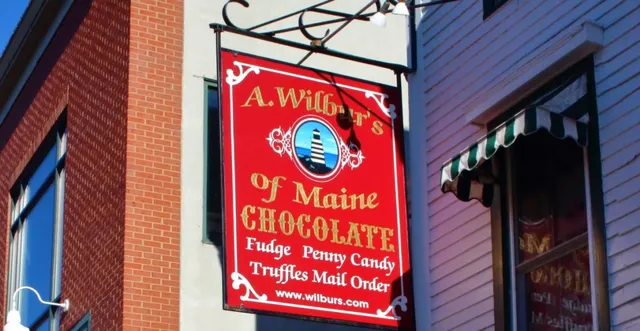 A. Wilbur's
Of Maine
CHOCOLATE
Fudge Penny Candy
Truffles Mail Order
www.wilburs.com